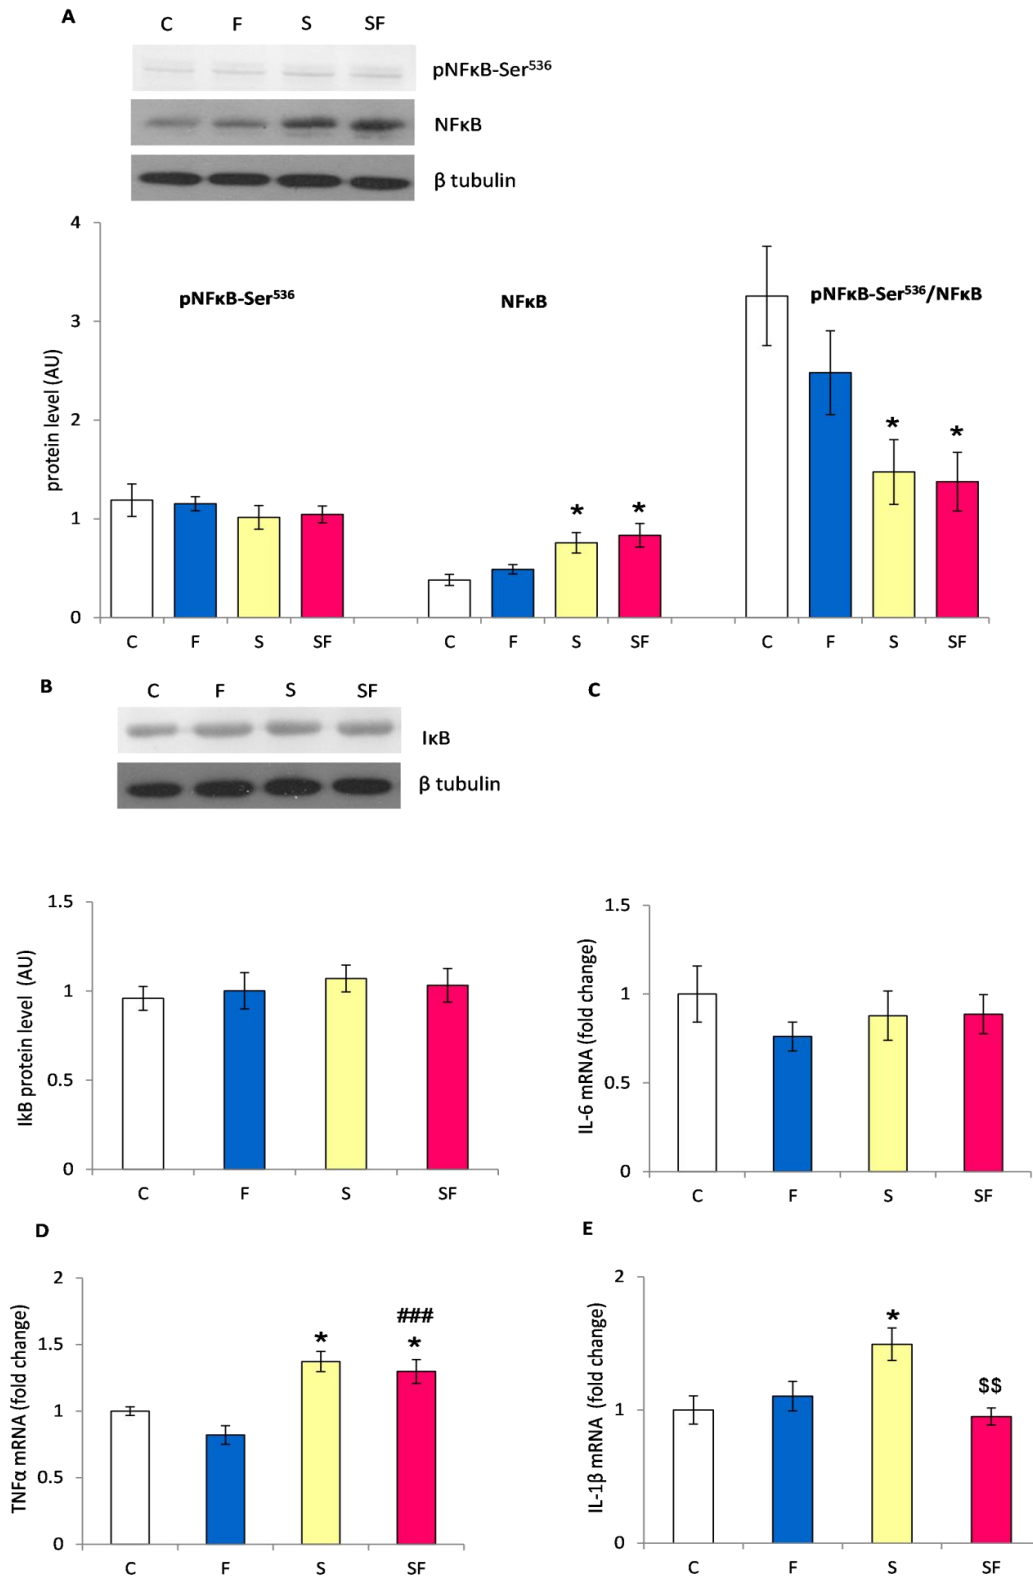 A
C F S SF
pNFκB-Ser536
NFκB
β tubulin
4
3
2
1
0
protein level (AU)
pNFκB-Ser536
NFκB
pNFκB-Ser536/NFκB
* * * *
C F S SF C F S SF C F S SF
B
C F S SF
IκB
β tubulin
C
1.5
1
0.5
0
IkB protein level (AU)
C F S SF
1.5
1
0.5
0
IL-6 mRNA (fold change)
C F S SF
D
2
1.5
1
0.5
0
TNFα mRNA (fold change)
*
###
*
C F S SF
E
2
1
0
IL-1β mRNA (fold change)
*
$$
C F S SF